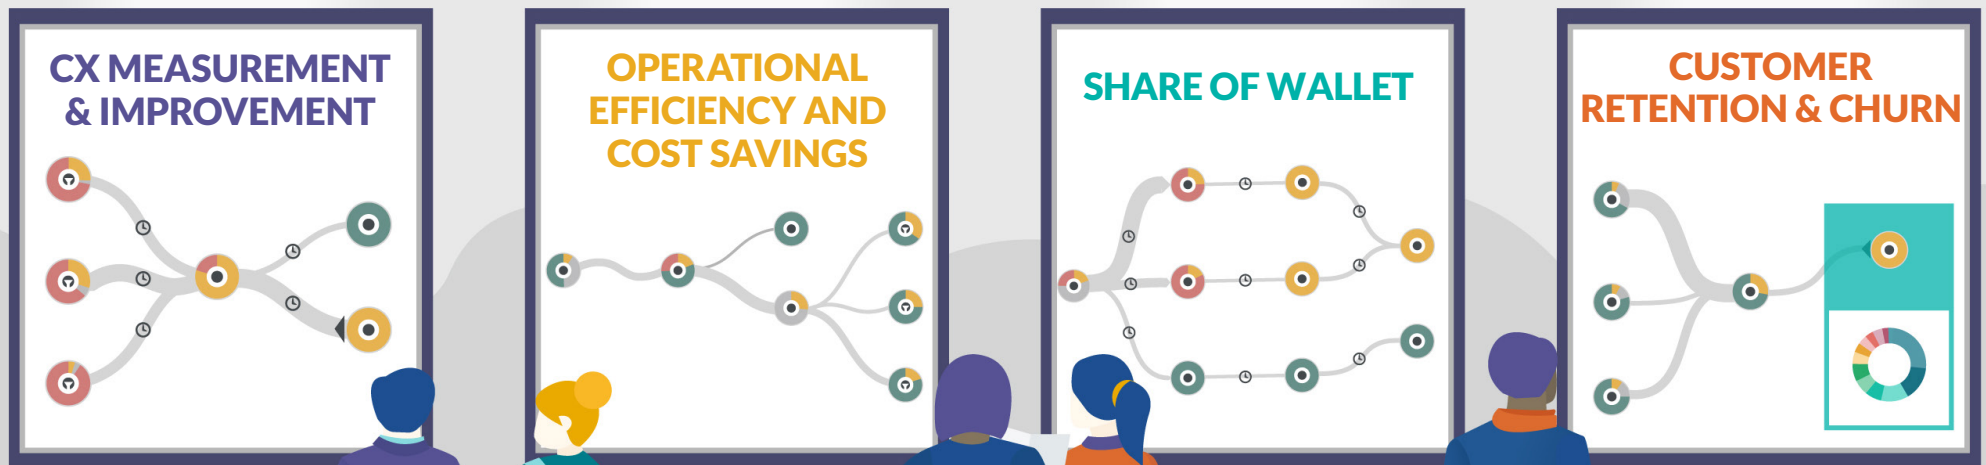 CX MEASUREMENT
& IMPROVEMENT
OPERATIONAL
EFFICIENCY AND
COST SAVINGS
SHARE OF WALLET
CUSTOMER
RETENTION & CHURN